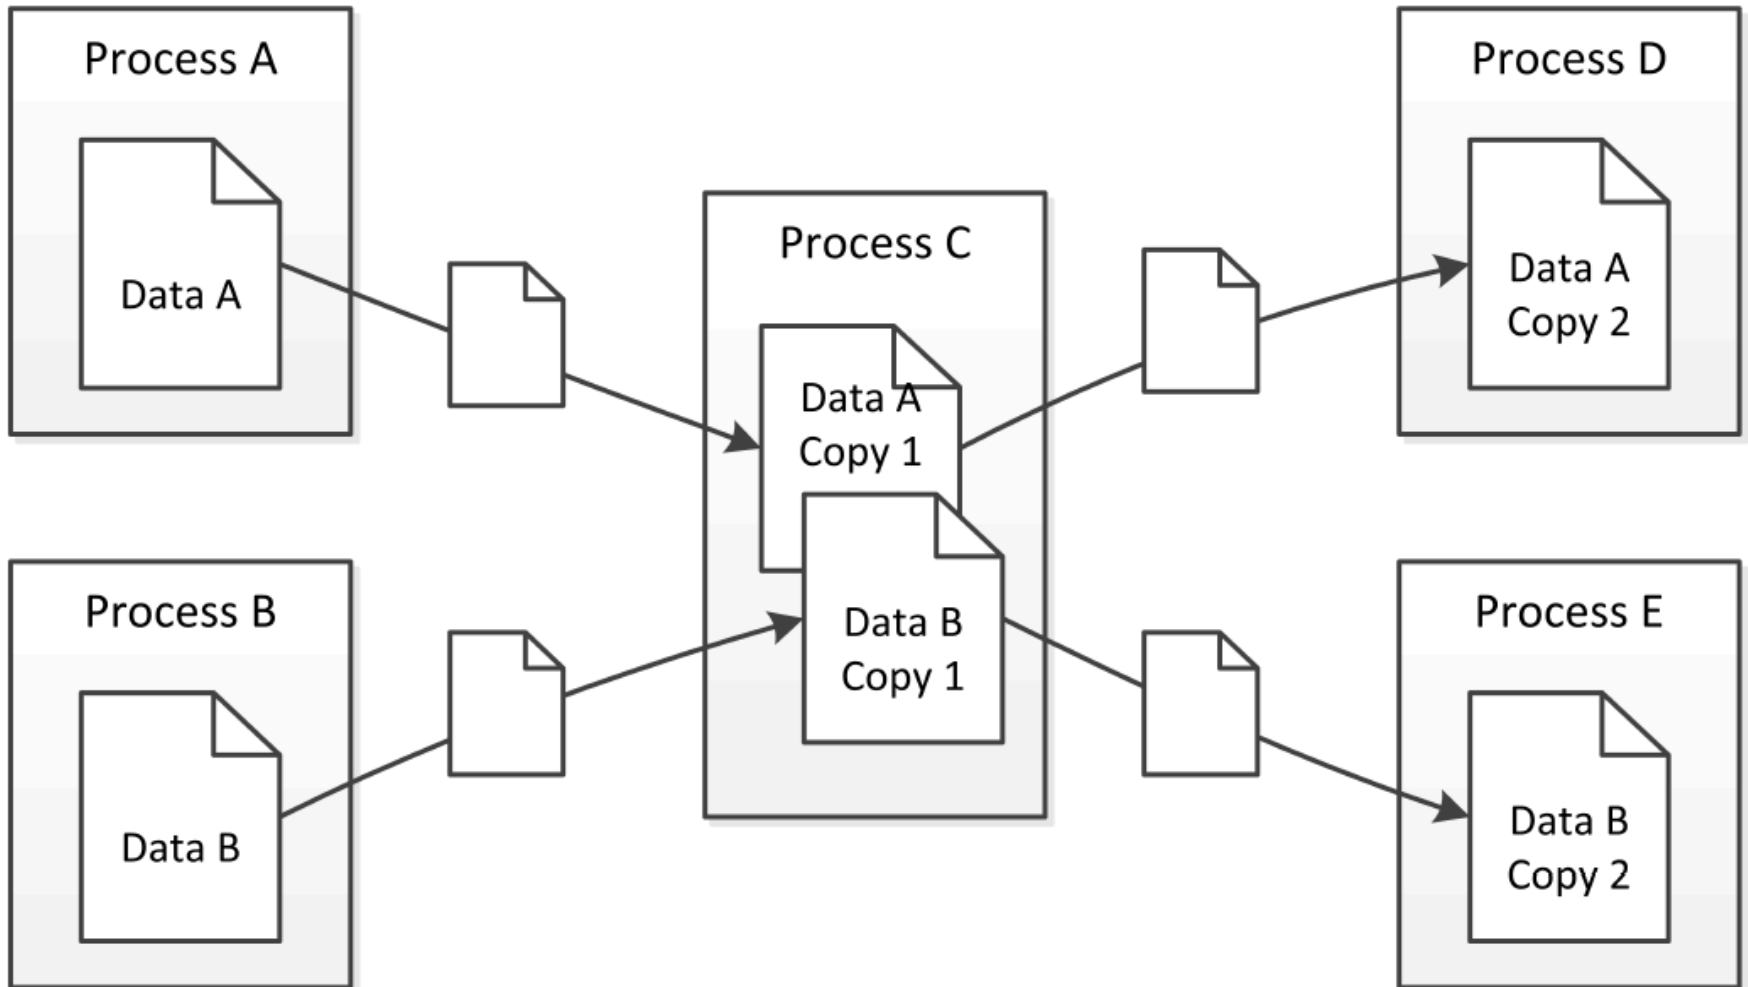 Process A
Data A
Process B
Data B
Process C
Data A
Copy 1
Data B
Copy 1
Process D
Data A
Copy 2
Process E
Data B
Copy 2